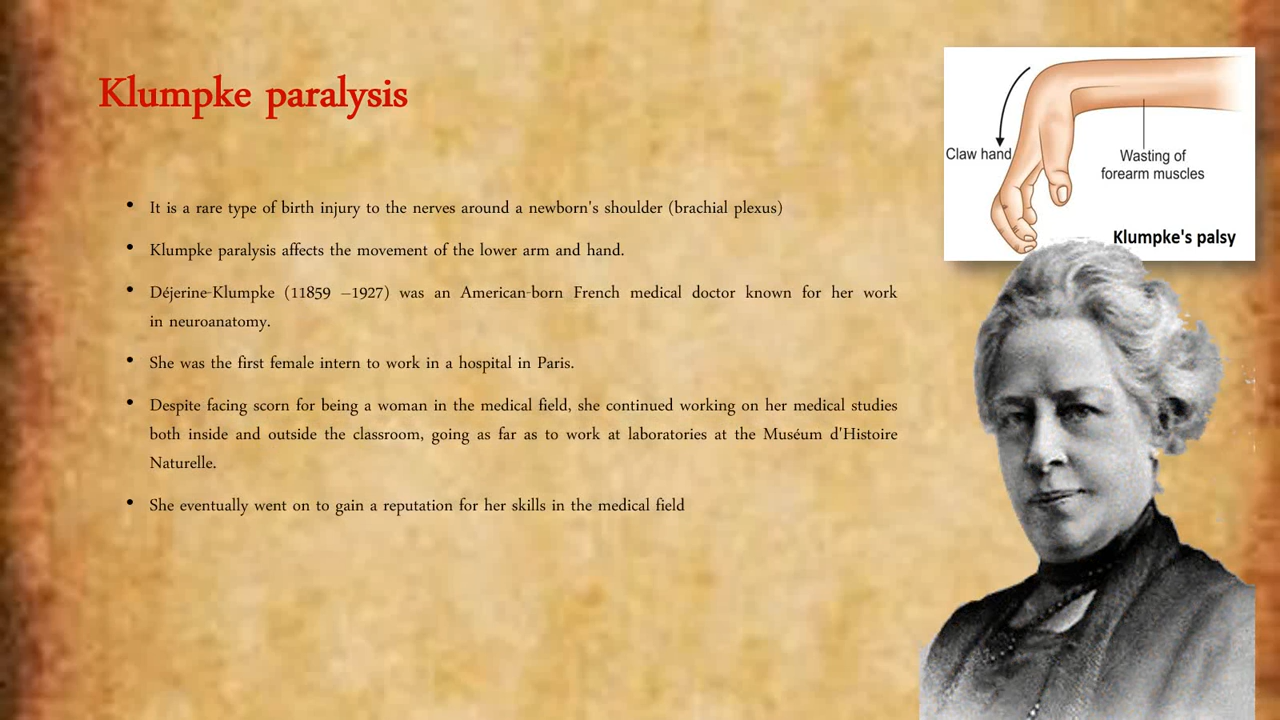 Klumpke paralysis
• It is a rare type of birth injury to the nerves around a newborn's shoulder (brachial plexus)
• Klumpke paralysis affects the movement of the lower arm and hand.
• Déjerine-Klumpke (11859 –1927) was an American-born French medical doctor known for her work
in neuroanatomy.
• She was the first female intern to work in a hospital in Paris.
• Despite facing scorn for being a woman in the medical field, she continued working on her medical studies
both inside and outside the classroom, going as far as to work at laboratories at the Muséum d'Histoire
Naturelle.
• She eventually went on to gain a reputation for her skills in the medical field
Claw hand
Wasting of
forearm muscles
Klumpke's palsy